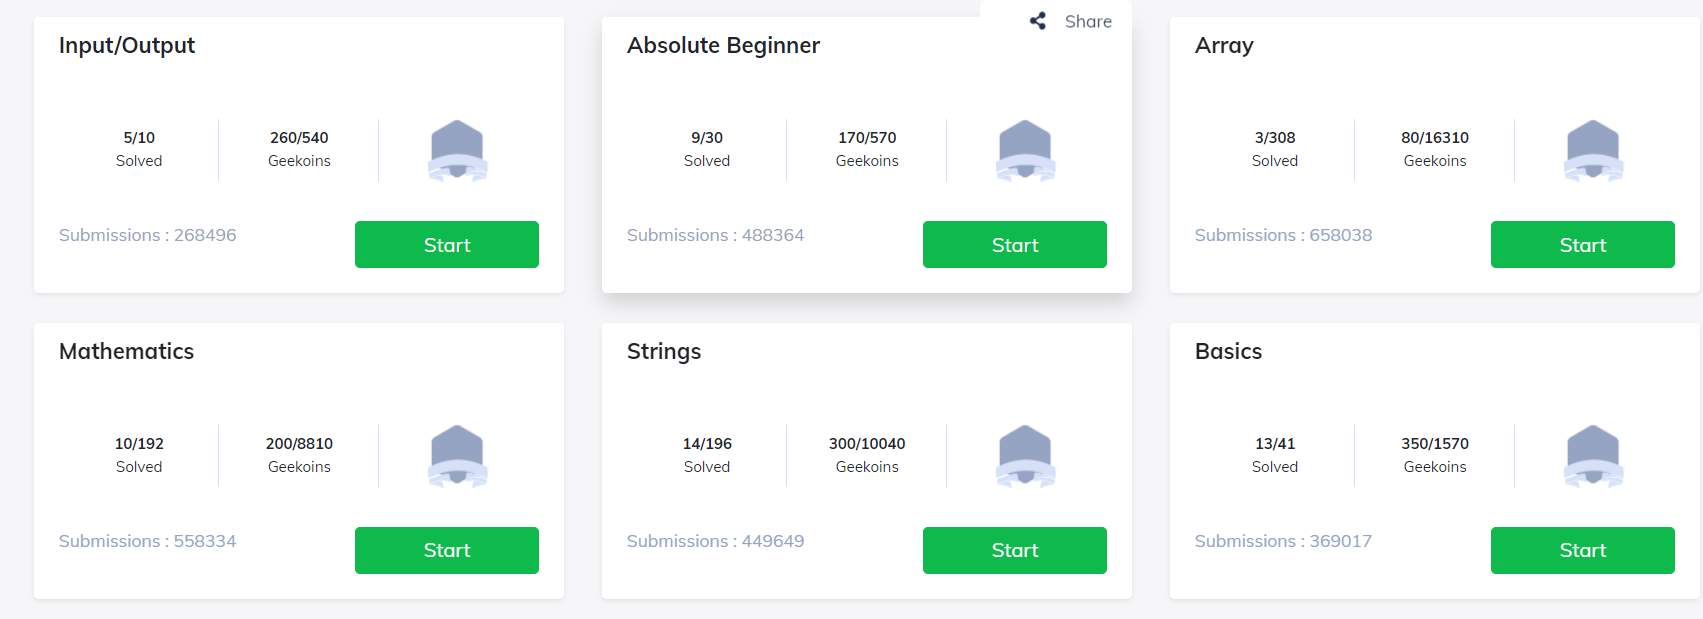 Input/Output
5/10
Solved
260/540
Geekoins
Submissions : 268496
Start
Share
Absolute Beginner
9/30
Solved
170/570
Geekoins
Submissions : 488364
Start
Array
3/308
Solved
80/16310
Geekoins
Submissions : 658038
Start
Mathematics
10/192
Solved
200/8810
Geekoins
Submissions : 558334
Start
Strings
14/196
Solved
300/10040
Geekoins
Submissions : 449649
Start
Basics
13/41
Solved
350/1570
Geekoins
Submissions : 369017
Start